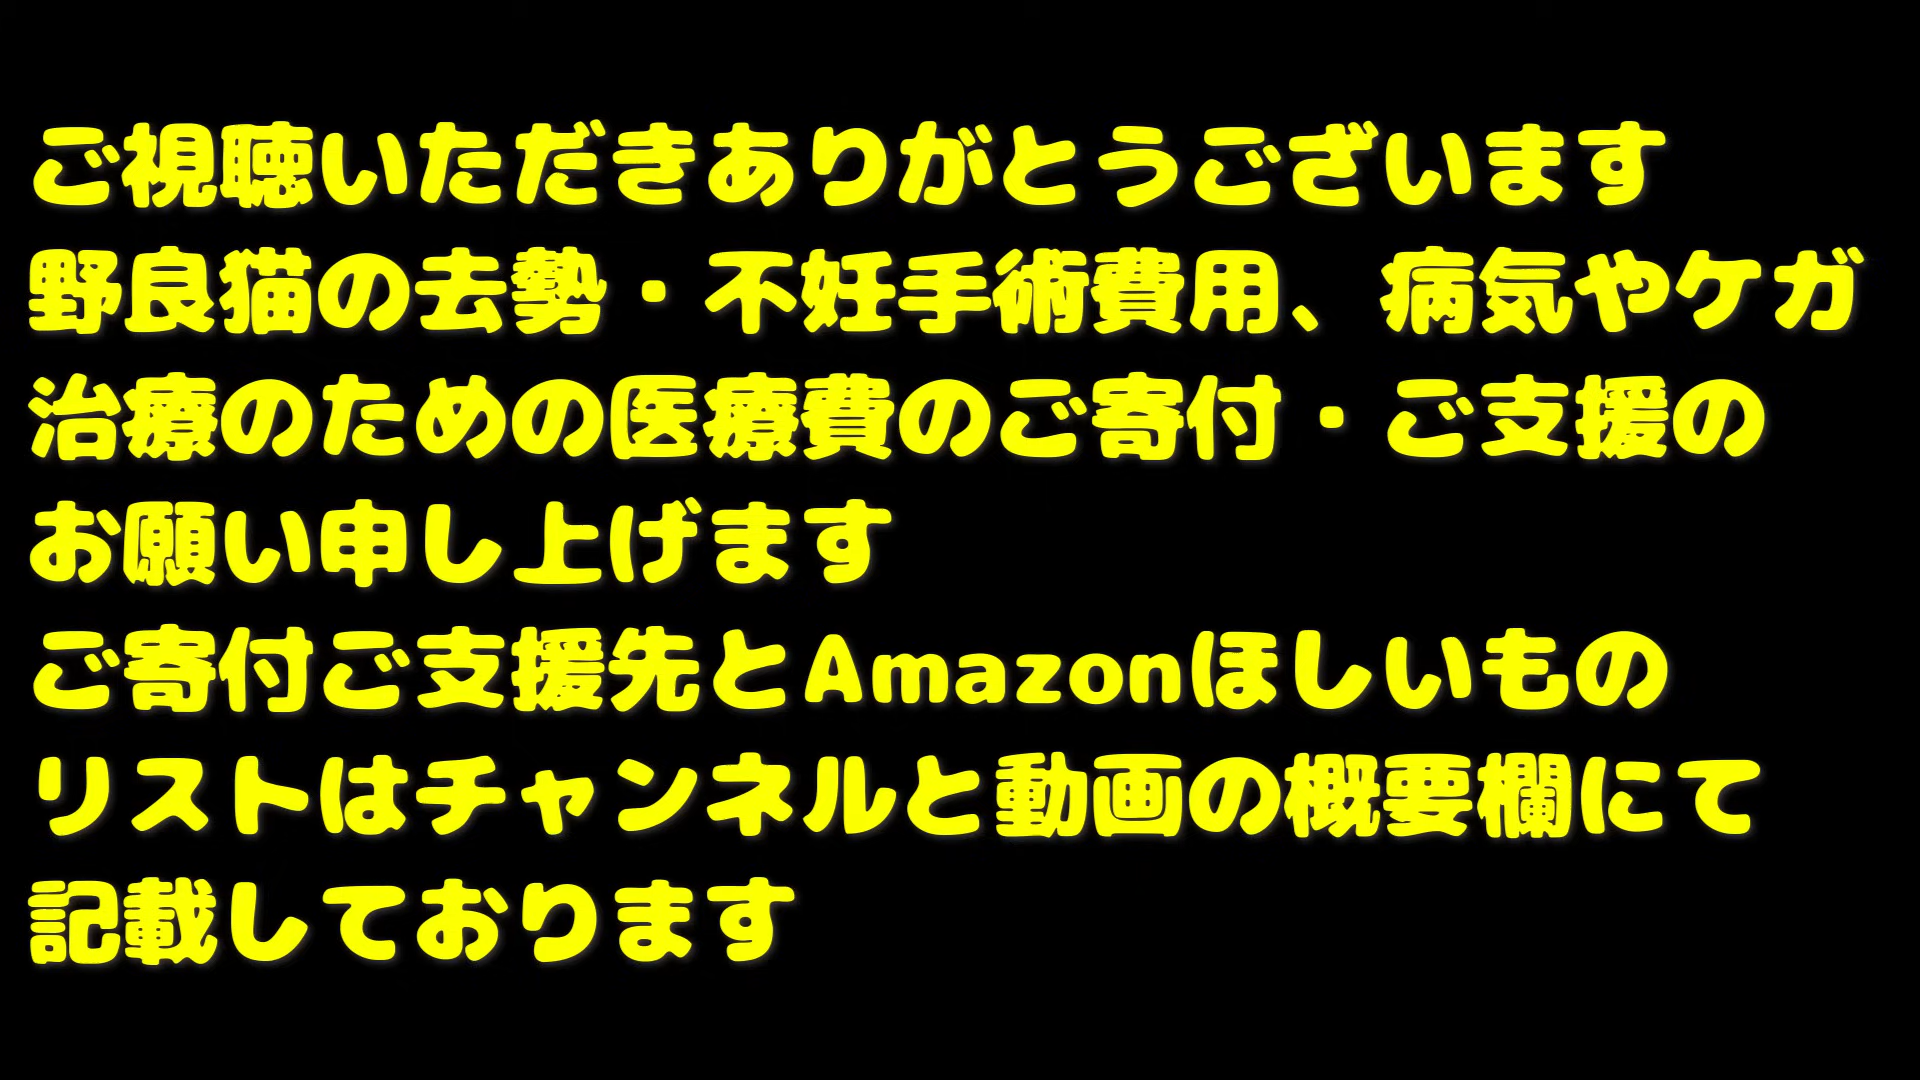 ご視聴いただきありがとうございます
野良猫の去勢・不妊手術費用、病気やケガ
治療のための医療費のご寄付・ご支援の
お願い申し上げます
ご寄付ご支援先とAmazonほしいもの
リストはチャンネルと動画の概要欄にて
記載しております